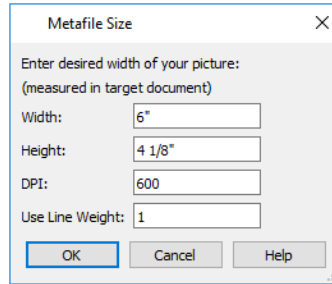 Metafile Size
Enter desired width of your picture:
(measured in target document)
Width: 6"
Height: 4 1/8"
DPI: 600
Use Line Weight: 1
OK Cancel Help